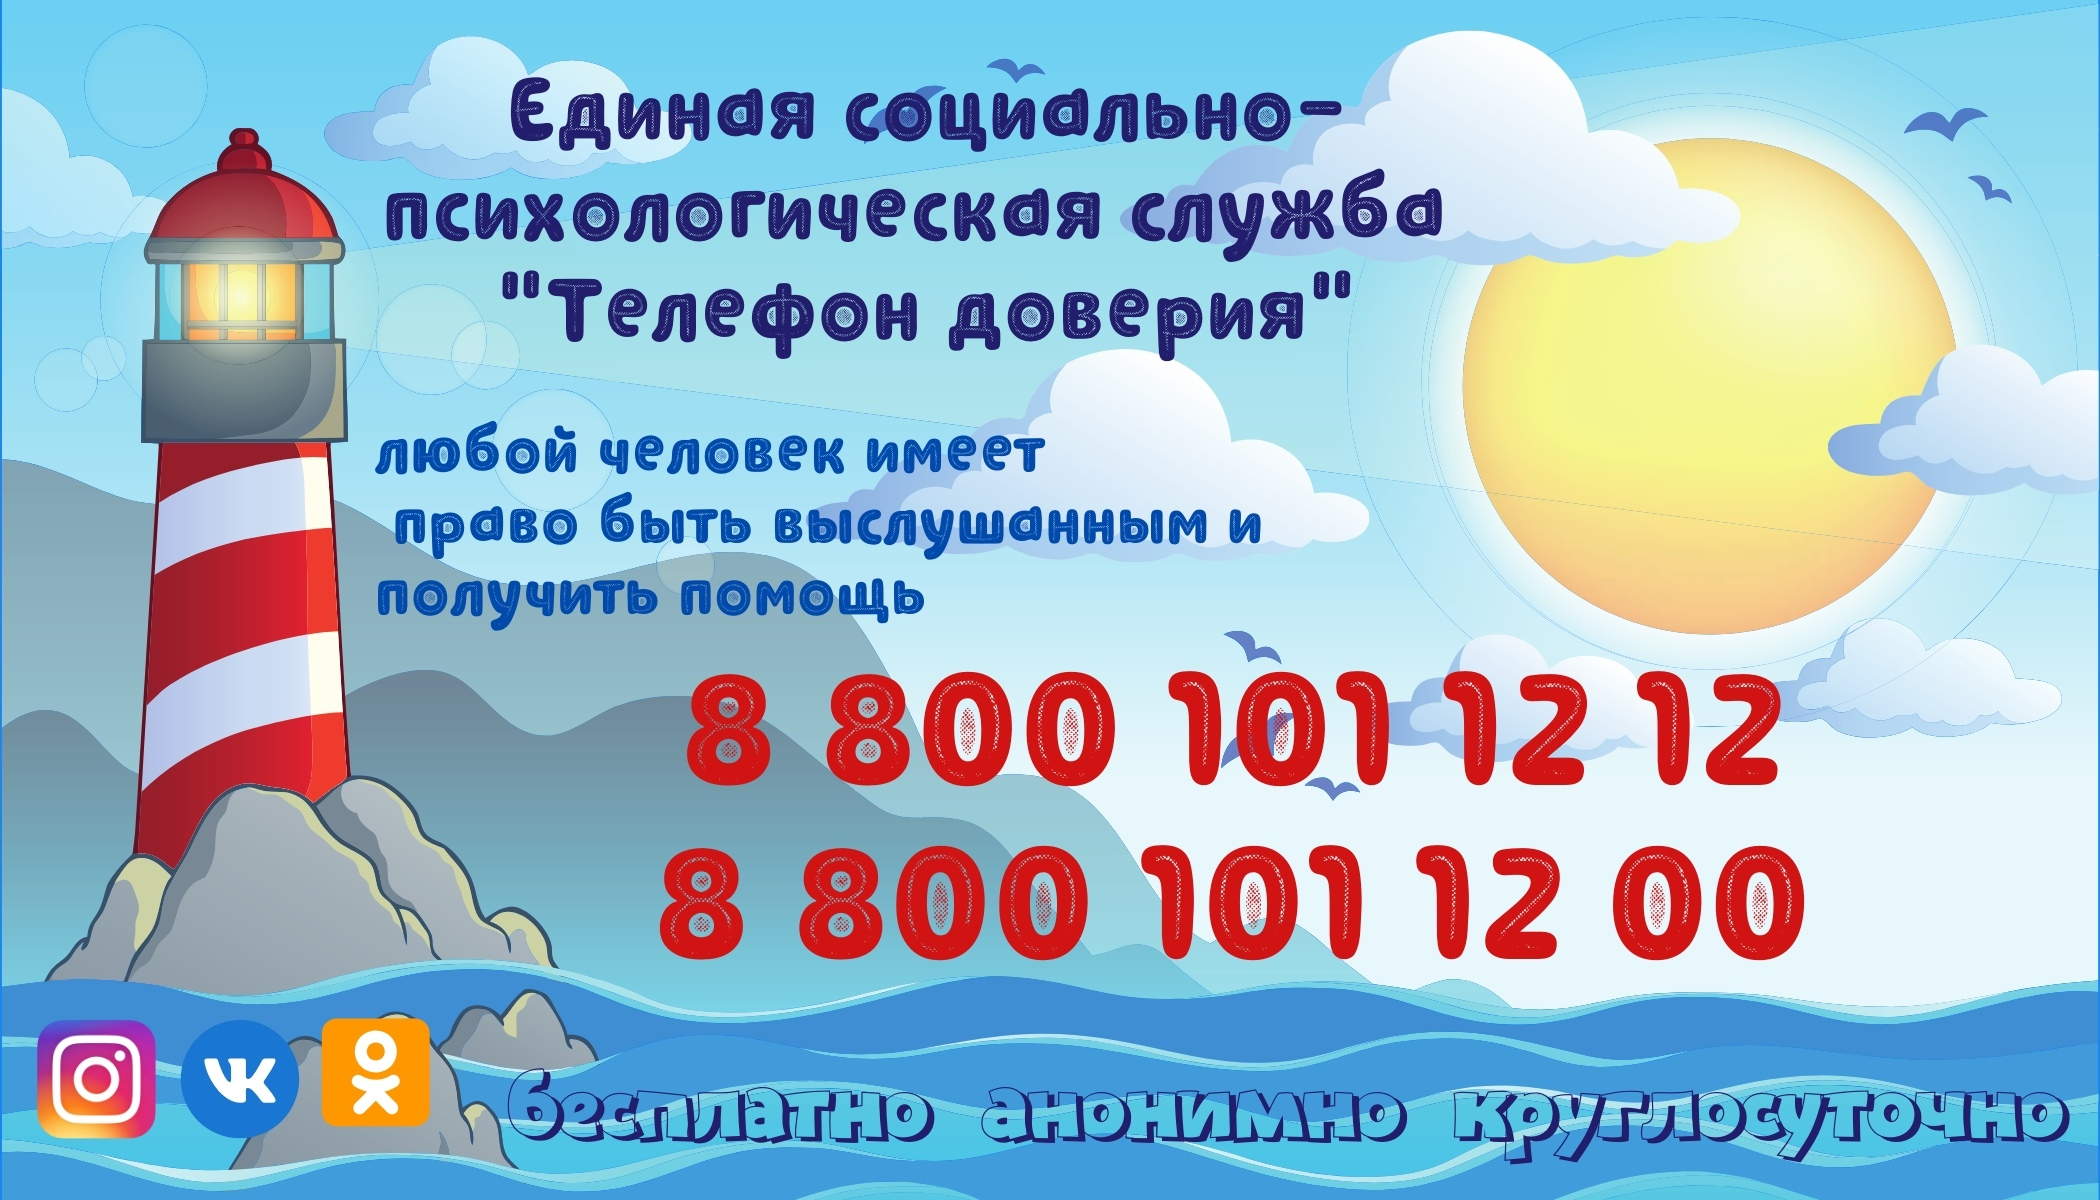 Единая социально-
психологическая служба
"Телефон доверия"
любой человек имеет
право быть выслушанным и
получить помощь
8 800 101 12 12
8 800 101 12 00
бесплатно анонимно круглосуточно